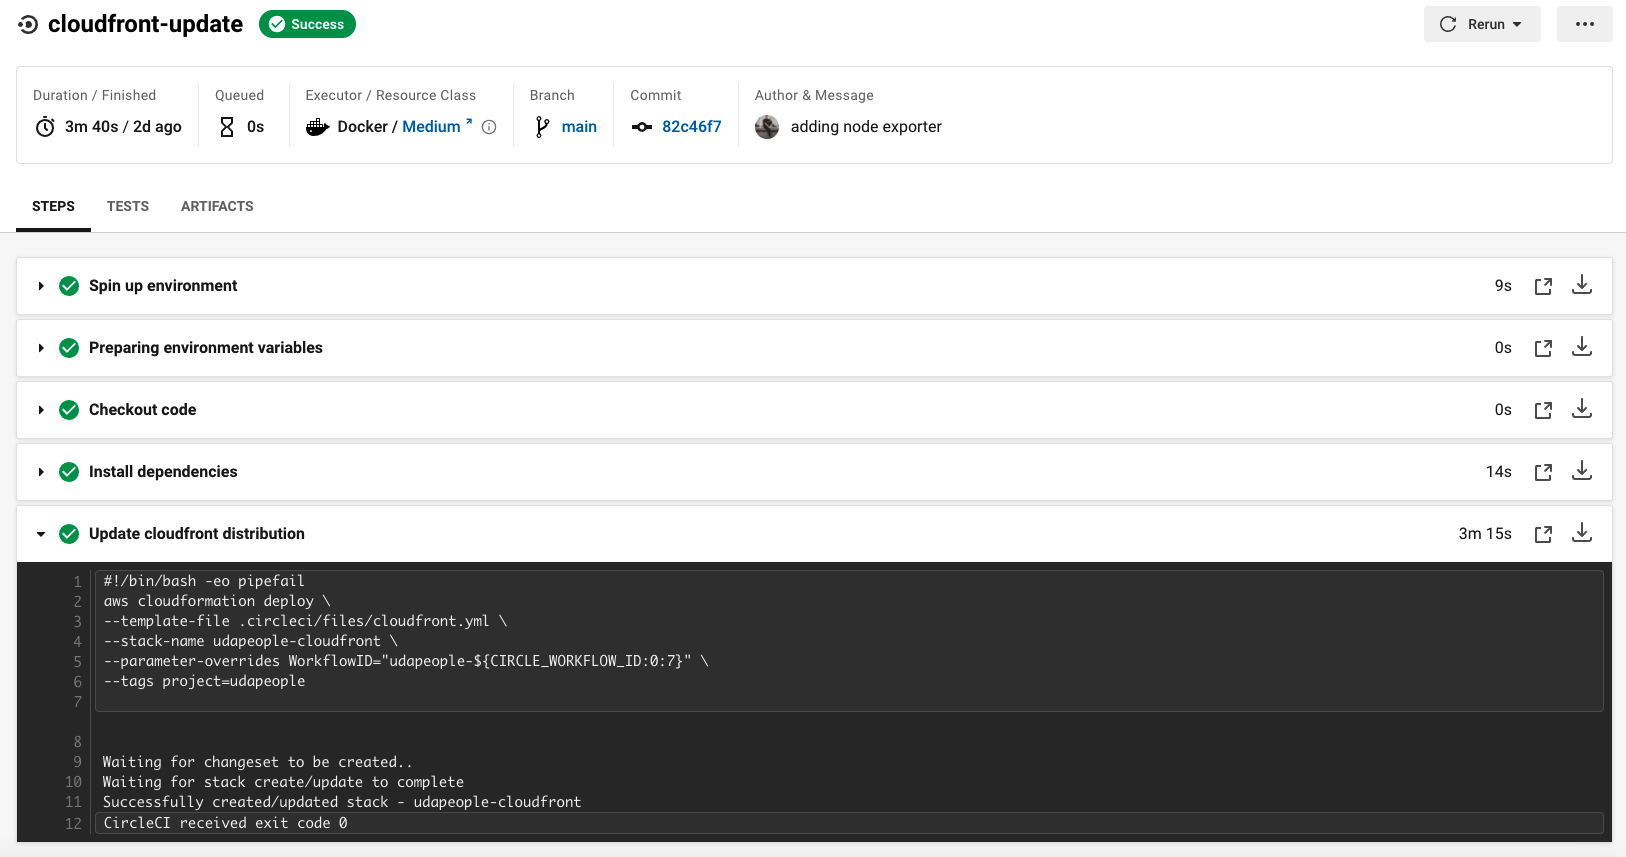 cloudfront-update
Success
Rerun
Duration / Finished
3m 40s / 2d ago
Queued
0s
Executor / Resource Class
Docker / Medium
Branch
main
Commit
82c46f7
Author & Message
adding node exporter
STEPS TESTS ARTIFACTS
Spin up environment 9s
Preparing environment variables 0s
Checkout code 0s
Install dependencies 14s
Update cloudfront distribution 3m 15s
1 #!/bin/bash -eo pipefail
2 aws cloudformation deploy \
3 --template-file .circleci/files/cloudfront.yml \
4 --stack-name udapeople-cloudfront \
5 --parameter-overrides WorkflowID="udapeople-${CIRCLE_WORKFLOW_ID:0:7}" \
6 --tags project=udapeople
7
8
9 Waiting for changeset to be created..
10 Waiting for stack create/update to complete
11 Successfully created/updated stack - udapeople-cloudfront
12 CircleCI received exit code 0